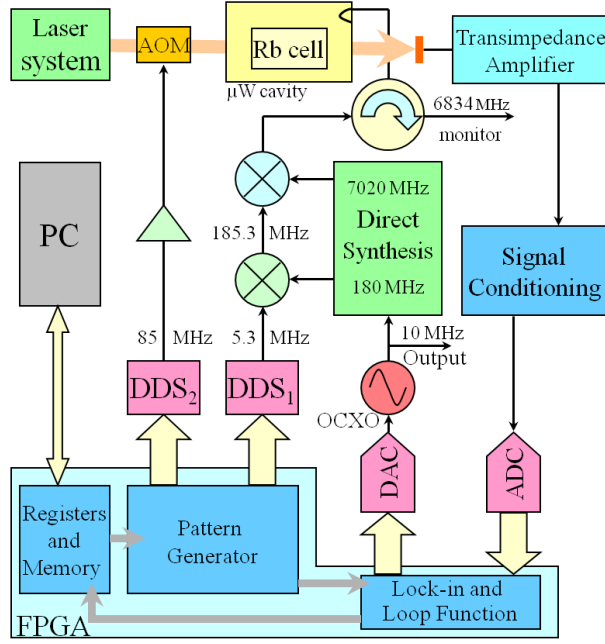 Laser
system
AOM
Rb cell
μW cavity
Transimpedance
Amplifier
6834 MHz
monitor
PC
7020 MHz
Direct
Synthesis
180 MHz
185.3 MHz
Signal
Conditioning
85 MHz
5.3 MHz
10 MHz
Output
DDS₂
DDS₁
OCXO
DAC
ADC
Registers
and
Memory
Pattern
Generator
Lock-in and
Loop Function
FPGA